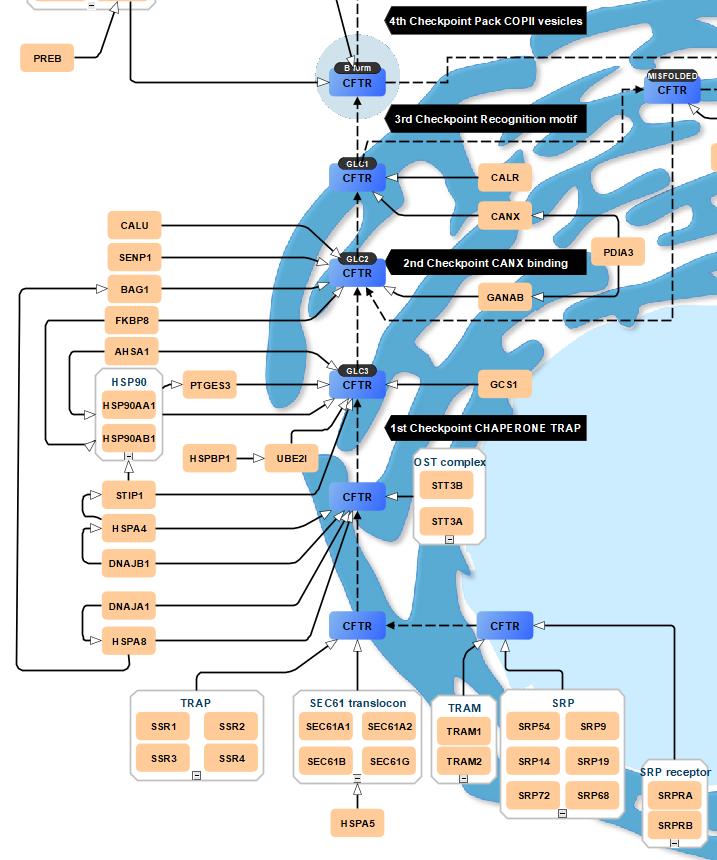 4th Checkpoint Pack COPII vesicles
PREB
B form
CFTR
MISFOLDED
CFTR
3rd Checkpoint Recognition motif
GLC1
CFTR
CALR
CANX
CALU
SENP1
BAG1
FKBP8
AHSA1
GLC2
CFTR
2nd Checkpoint CANX binding
PDIA3
GANAB
HSP90
HSP90AA1
HSP90AB1
PTGES3
GLC3
CFTR
GCS1
1st Checkpoint CHAPERONE TRAP
HSPBP1
UBE2I
OST complex
STT3B
STT3A
STIP1
HSPA4
DNAJB1
CFTR
DNAJA1
HSPA8
CFTR
CFTR
TRAP
SSR1
SSR2
SSR3
SSR4
SEC61 translocon
SEC61A1
SEC61A2
SEC61B
SEC61G
TRAM
TRAM1
TRAM2
SRP
SRP54
SRP9
SRP14
SRP19
SRP72
SRP68
SRP receptor
SRPRA
SRPRB
HSPA5